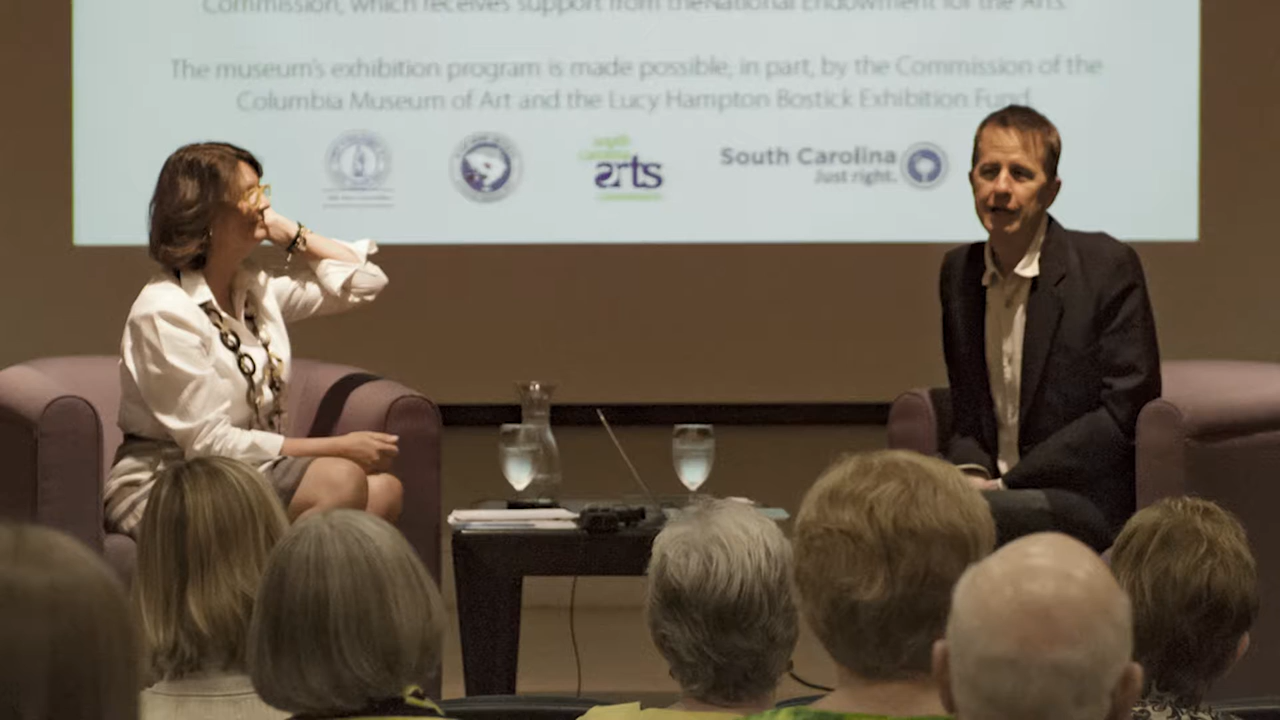 Commission, which receives support from theNational Endowment for the Arts.
The museum's exhibition program is made possible, in part, by the Commission of the
Columbia Museum of Art and the Lucy Hampton Bostick Exhibition Fund.
south
carolina
arts
South Carolina
Just right.